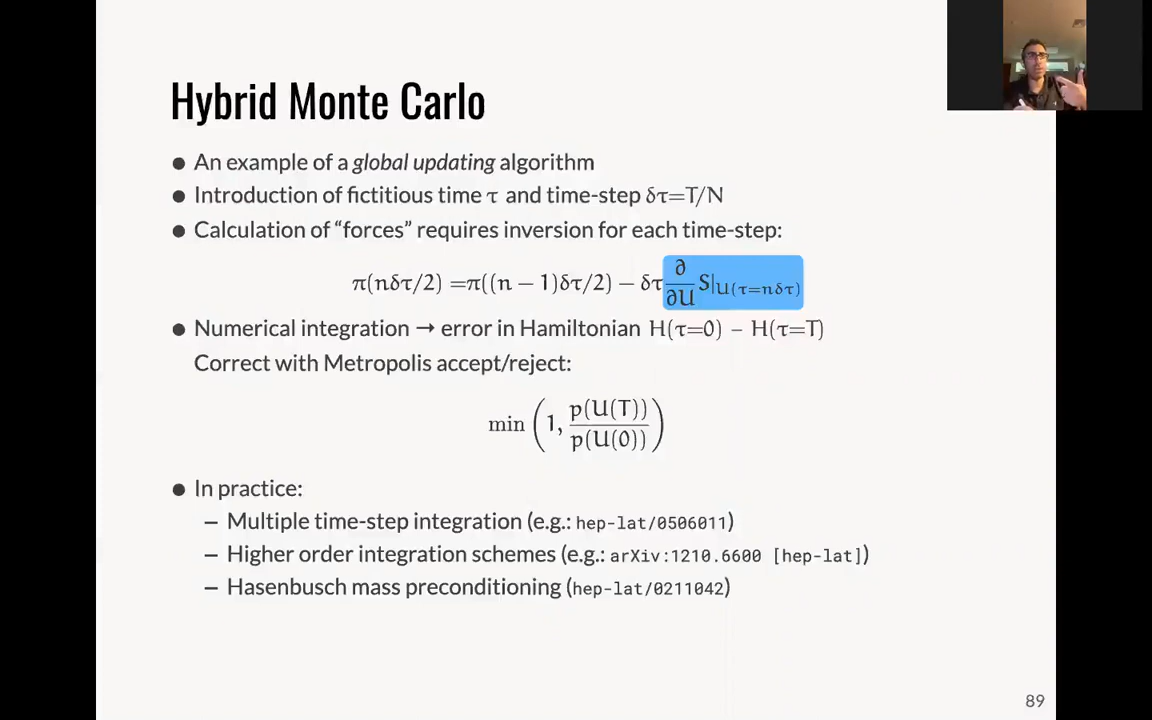 Hybrid Monte Carlo
● An example of a global updating algorithm
● Introduction of fictitious time τ and time-step δτ=T/N
● Calculation of “forces” requires inversion for each time-step:
π(nδτ/2) =π((n − 1)δτ/2) − δτ ∂/∂U S|U(τ=nδτ)
● Numerical integration → error in Hamiltonian H(τ=0) − H(τ=T)
Correct with Metropolis accept/reject:
min (1, p(U(T))/p(U(0)))
● In practice:
– Multiple time-step integration (e.g.: hep-lat/0506011)
– Higher order integration schemes (e.g.: arXiv:1210.6600 [hep-lat])
– Hasenbusch mass preconditioning (hep-lat/0211042)
89